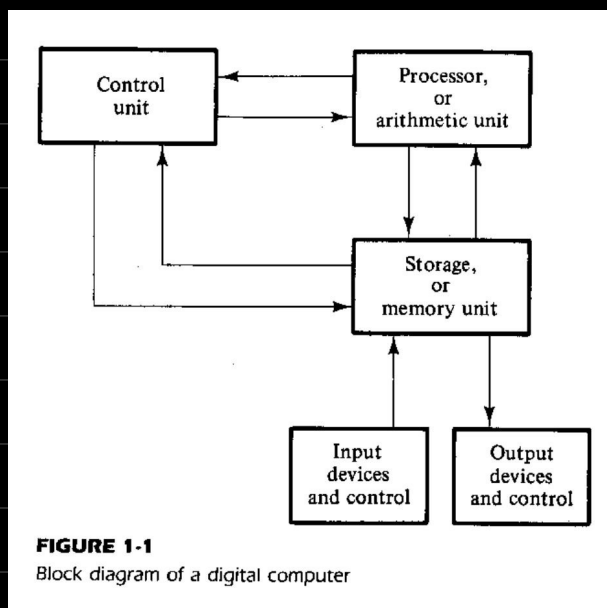 Control
unit
Processor,
or
arithmetic unit
Storage,
or
memory unit
Input
devices
and control
Output
devices
and control
FIGURE 1-1
Block diagram of a digital computer